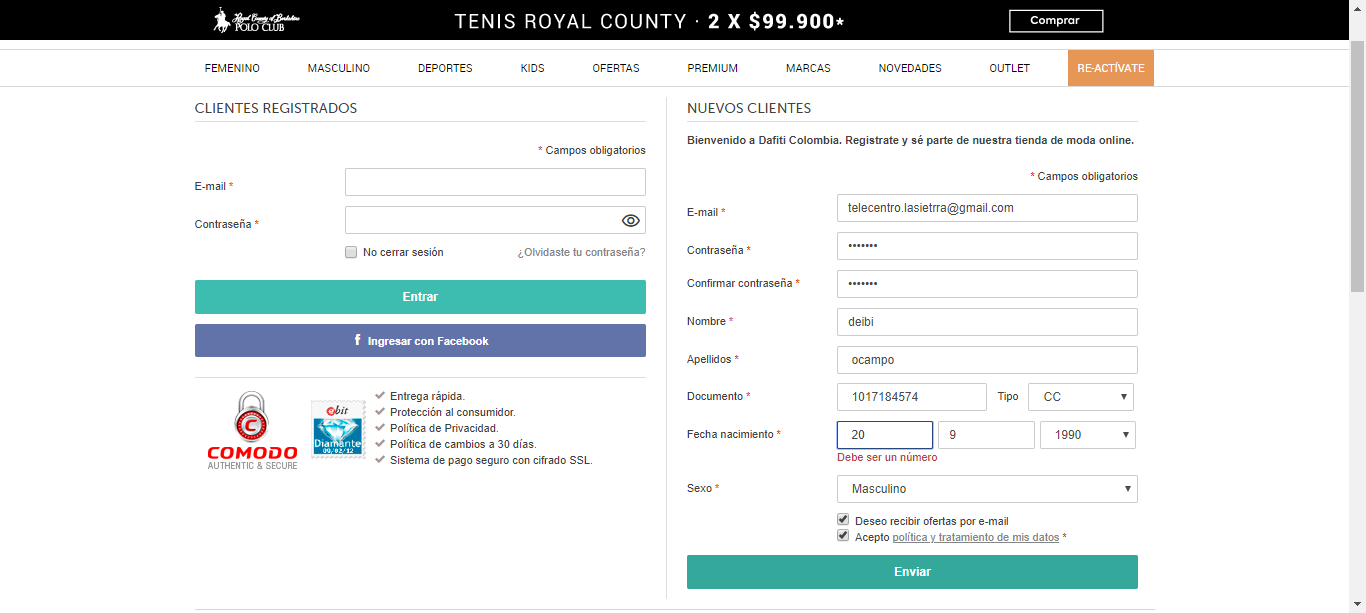 Royal County of Berkshire
POLO CLUB
TENIS ROYAL COUNTY · 2 X $99.900*
Comprar
FEMENINO MASCULINO DEPORTES KIDS OFERTAS PREMIUM MARCAS NOVEDADES OUTLET RE-ACTÍVATE
CLIENTES REGISTRADOS
* Campos obligatorios
E-mail *
Contraseña *
No cerrar sesión ¿Olvidaste tu contraseña?
Entrar
f Ingresar con Facebook
C
COMODO
AUTHENTIC & SECURE
ebit
Diamante
09/02/12
Entrega rápida.
Protección al consumidor.
Política de Privacidad.
Política de cambios a 30 días.
Sistema de pago seguro con cifrado SSL.
NUEVOS CLIENTES
Bienvenido a Dafiti Colombia. Registrate y sé parte de nuestra tienda de moda online.
* Campos obligatorios
E-mail * telecentro.lasietrra@gmail.com
Contraseña * •••••••
Confirmar contraseña * •••••••
Nombre * deibi
Apellidos * ocampo
Documento * 1017184574 Tipo CC
Fecha nacimiento * 20 9 1990
Debe ser un número
Sexo * Masculino
Deseo recibir ofertas por e-mail
Acepto política y tratamiento de mis datos *
Enviar